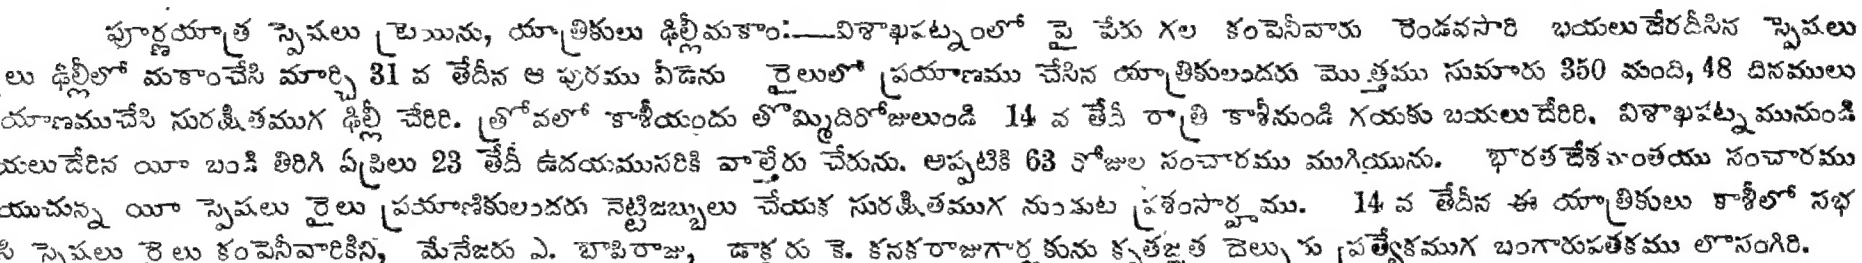 పూర్ణయాత్ర స్పెషలు ట్రెయిను, యాత్రికులు ఢిల్లీమకాం:—విశాఖపట్నంలో పై పేరు గల కంపెనీవారు రెండవసారి బయలుదేరదీసిన స్పెషలు
లు ఢిల్లీలో మకాంచేసి మార్చి 31 వ తేదీన ఆ పురము వీడెను రైలులో ప్రయాణము చేసిన యాత్రికులందరు మొత్తము సుమారు 350 మంది, 48 దినములు
యాణముచేసి సురక్షితముగ ఢిల్లీ చేరిరి. త్రోవలో కాశీయందు తొమ్మిదిరోజులుండి 14 వ తేదీ రాత్రి కాశీనుండి గయకు బయలుదేరిరి. విశాఖపట్నమునుండి
యలుదేరిన యీ బండి తిరిగి ఏప్రిలు 23 తేదీ ఉదయముసరికి వాల్తేరు చేరును. అప్పటికి 63 రోజుల సంచారము ముగియును. భారతదేశమంతయు సంచారము
యుచున్న యీ స్పెషలు రైలు ప్రయాణికులందరు నెట్టిజబ్బులు చేయక సురక్షితముగ నుండుట ప్రశంసార్హము. 14 వ తేదీన ఈ యాత్రికులు కాశీలో సభ
సి స్పెషలు రైలు కంపెనీవారికిని, మేనేజరు ఎ. బాపిరాజు, డాక్టరు కె. కనకరాజుగార్లకును కృతజ్ఞత దెల్పుచు ప్రత్యేకముగ బంగారుపతకము లొసంగిరి.